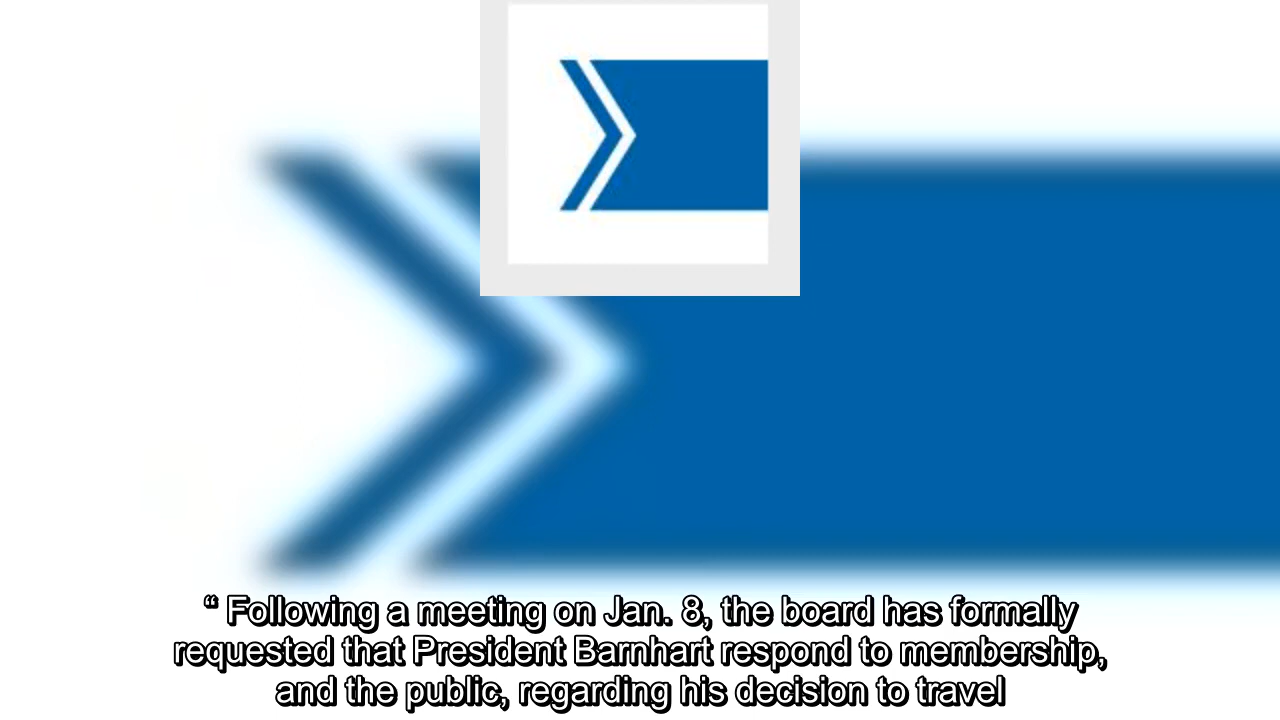 “ Following a meeting on Jan. 8, the board has formally
requested that President Barnhart respond to membership,
and the public, regarding his decision to travel